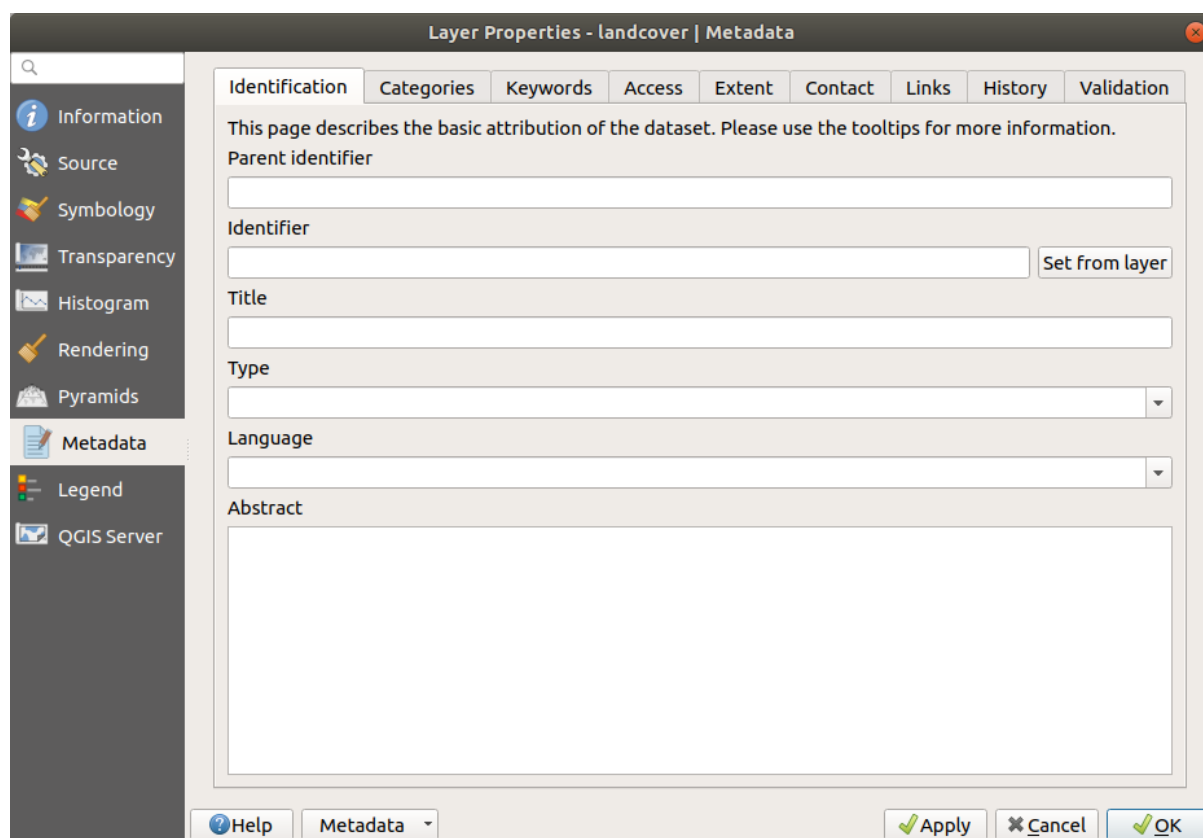 Layer Properties - landcover | Metadata
Information
Source
Symbology
Transparency
Histogram
Rendering
Pyramids
Metadata
Legend
QGIS Server
Identification Categories Keywords Access Extent Contact Links History Validation
This page describes the basic attribution of the dataset. Please use the tooltips for more information.
Parent identifier
Identifier
Set from layer
Title
Type
Language
Abstract
Help Metadata Apply Cancel OK